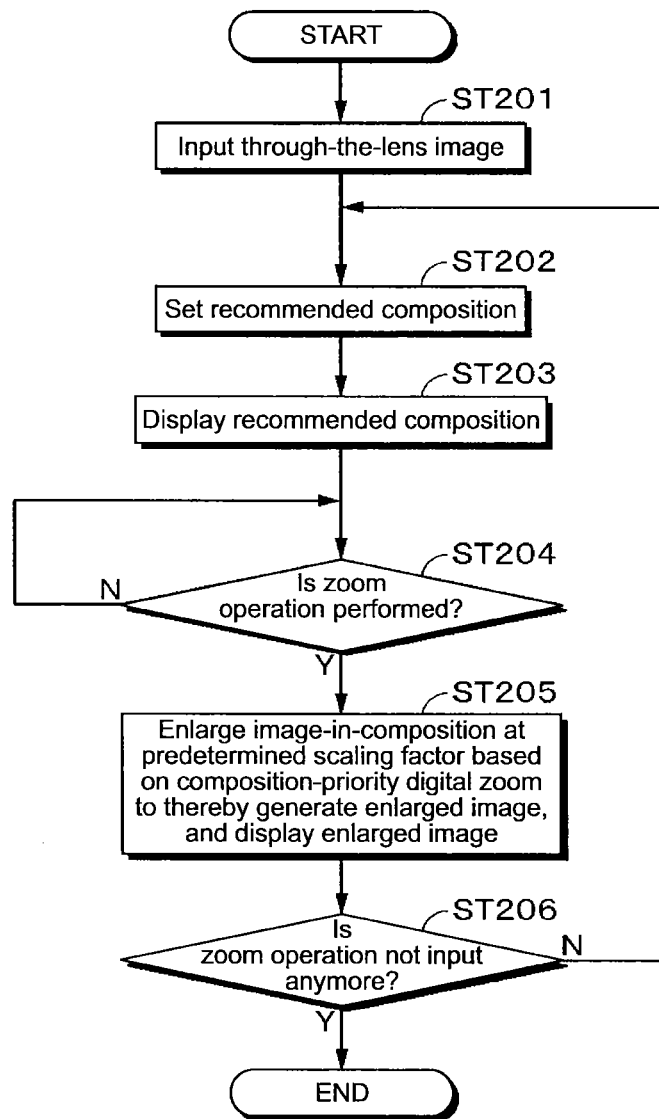 START
ST201
Input through-the-lens image
ST202
Set recommended composition
ST203
Display recommended composition
ST204
Is zoom
operation performed?
N
Y
ST205
Enlarge image-in-composition at
predetermined scaling factor based
on composition-priority digital zoom
to thereby generate enlarged image,
and display enlarged image
ST206
Is
zoom operation not input
anymore?
N
Y
END